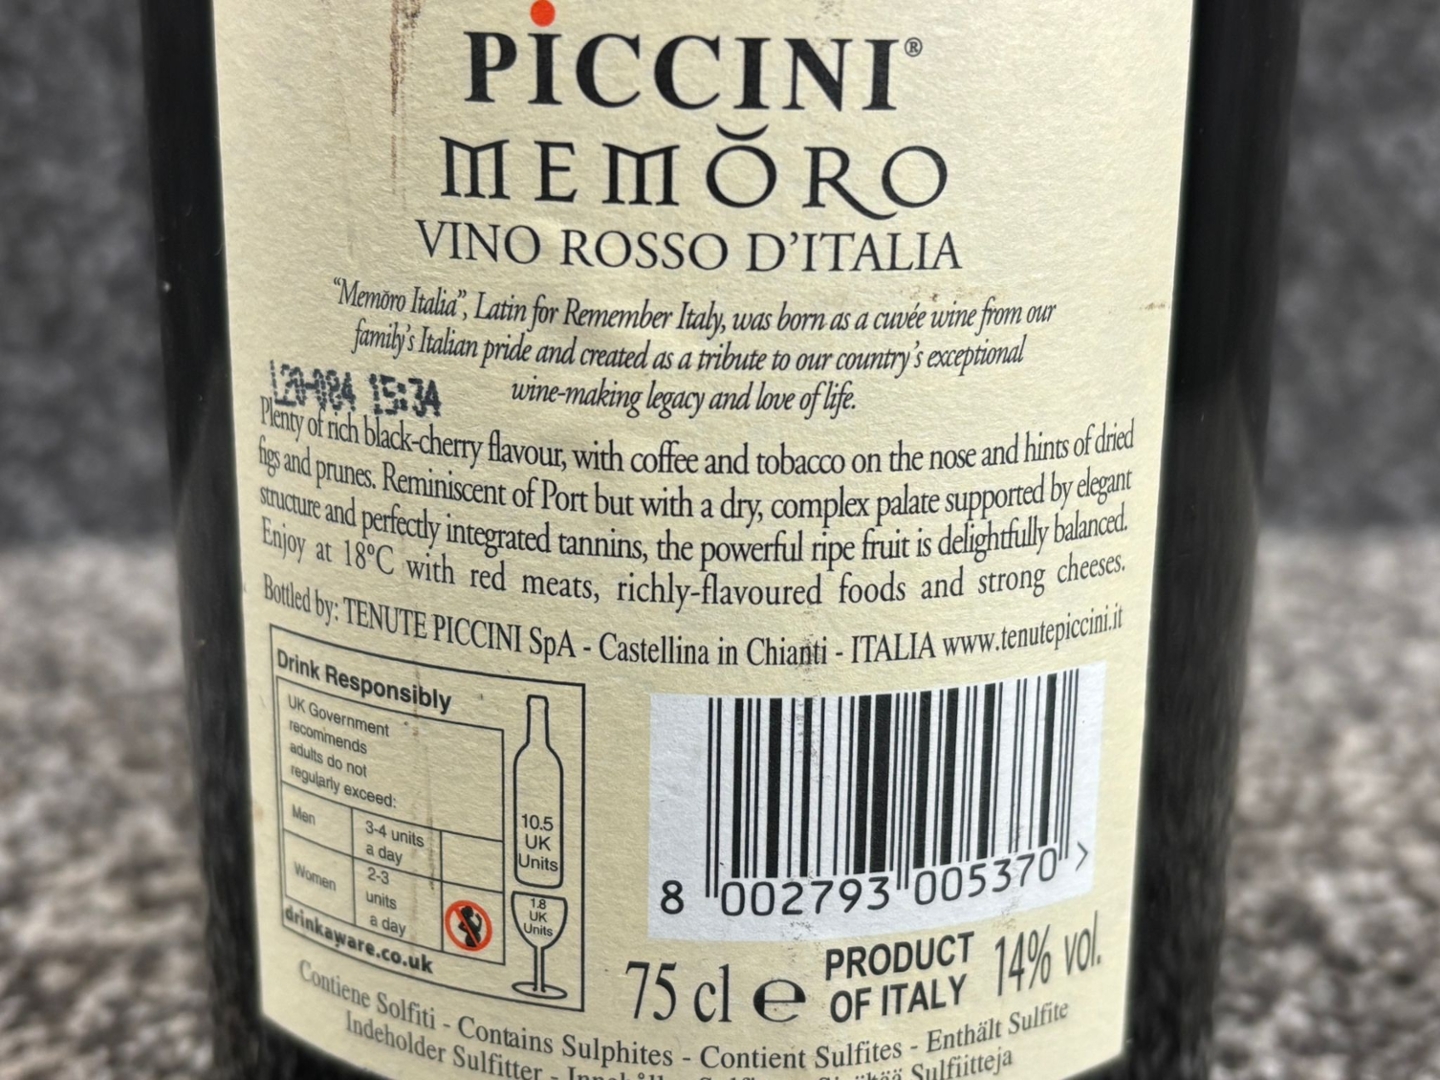 PiCCINI®
MEMŎRO
VINO ROSSO D'ITALIA
“Memŏro Italia”, Latin for Remember Italy, was born as a cuvée wine from our
family's Italian pride and created as a tribute to our country's exceptional
wine-making legacy and love of life.
L20-084 15:34
Plenty of rich black-cherry flavour, with coffee and tobacco on the nose and hints of dried
figs and prunes. Reminiscent of Port but with a dry, complex palate supported by elegant
structure and perfectly integrated tannins, the powerful ripe fruit is delightfully balanced.
Enjoy at 18°C with red meats, richly-flavoured foods and strong cheeses.
Bottled by: TENUTE PICCINI SpA - Castellina in Chianti - ITALIA www.tenutepiccini.it
Drink Responsibly
UK Government
recommends
adults do not
regularly exceed:
Men
3-4 units
a day
Women
2-3
units
a day
drinkaware.co.uk
10.5
UK
Units
1.8
UK
Units
8 002793 005370 >
75 cl e
PRODUCT
OF ITALY
14% vol.
Contiene Solfiti - Contains Sulphites - Contient Sulfites - Enthält Sulfite
Indeholder Sulfitter - Sulfiitteja